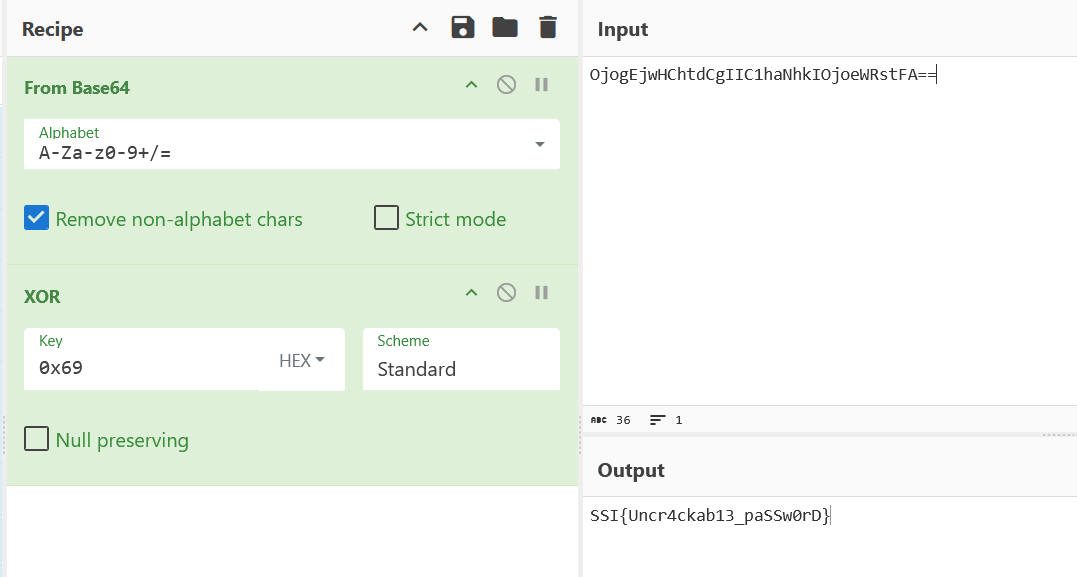 Recipe
From Base64
Alphabet
A-Za-z0-9+/=
Remove non-alphabet chars
Strict mode
XOR
Key
0x69
HEX
Scheme
Standard
Null preserving
Input
OjogEjwHChtdCgIIC1haNhkIOjoeWRstFA==
ABC 36 1
Output
SSI{Uncr4ckab13_paSSw0rD}